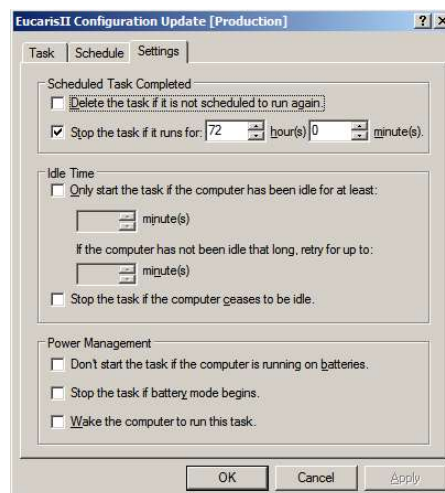 EucarisII Configuration Update [Production]
Task Schedule Settings
Scheduled Task Completed
Delete the task if it is not scheduled to run again.
Stop the task if it runs for: 72 hour(s) 0 minute(s).
Idle Time
Only start the task if the computer has been idle for at least:
minute(s)
If the computer has not been idle that long, retry for up to:
minute(s)
Stop the task if the computer ceases to be idle.
Power Management
Don't start the task if the computer is running on batteries.
Stop the task if battery mode begins.
Wake the computer to run this task.
OK Cancel Apply